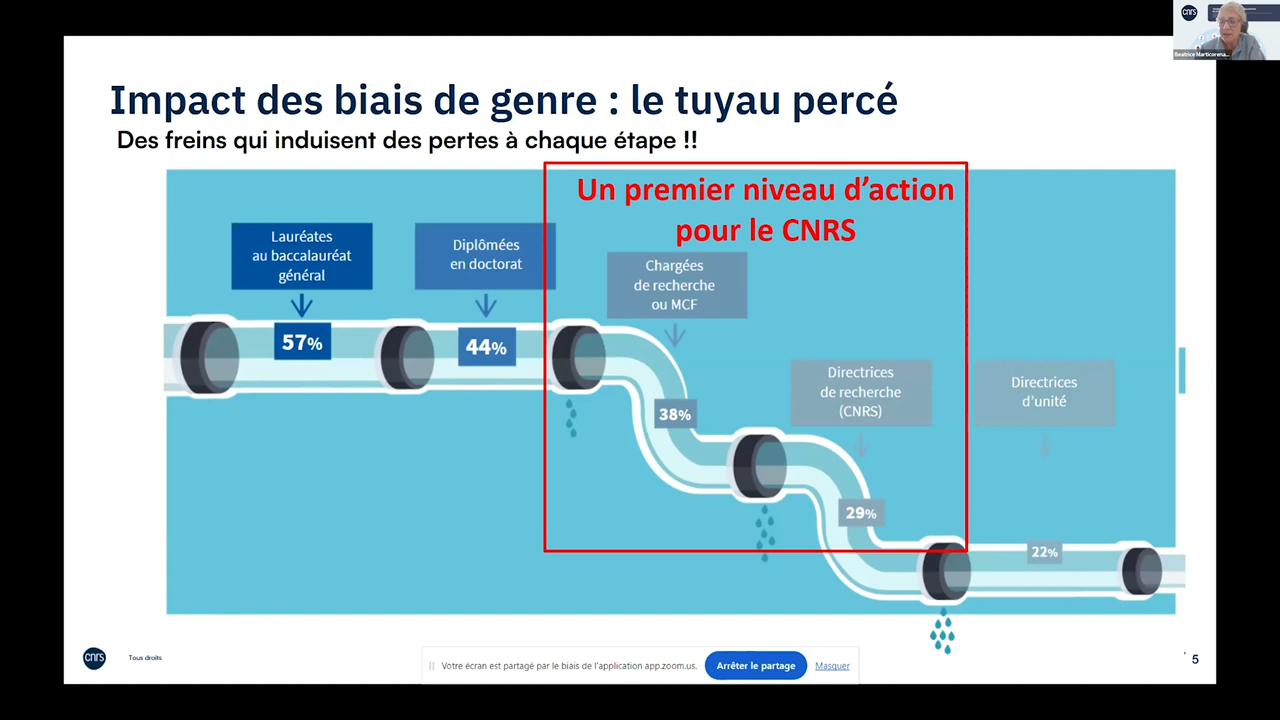 cnrs
Beatrice Marticorena...
Impact des biais de genre : le tuyau percé
Des freins qui induisent des pertes à chaque étape !!
Un premier niveau d'action
pour le CNRS
Lauréates
au baccalauréat
général
Diplômées
en doctorat
Chargées
de recherche
ou MCF
57%
44%
Directrices
de recherche
(CNRS)
Directrices
d'unité
38%
29%
22%
cnrs
Tous droits
Votre écran est partagé par le biais de l'application app.zoom.us.
Arrêter le partage
Masquer
5